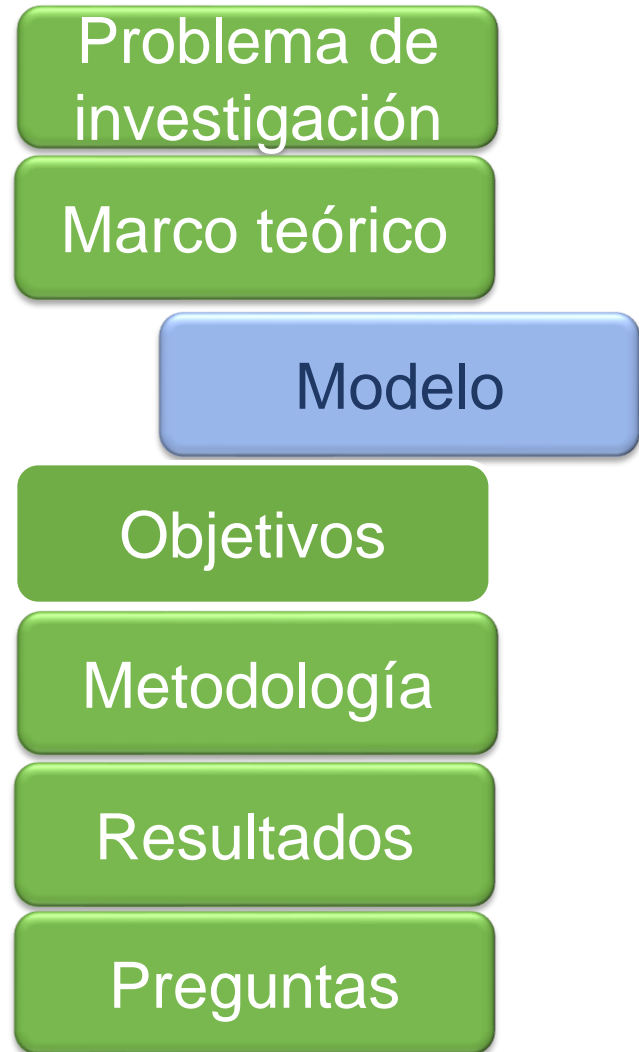 Problema de
investigación
Marco teórico
Modelo
Objetivos
Metodología
Resultados
Preguntas